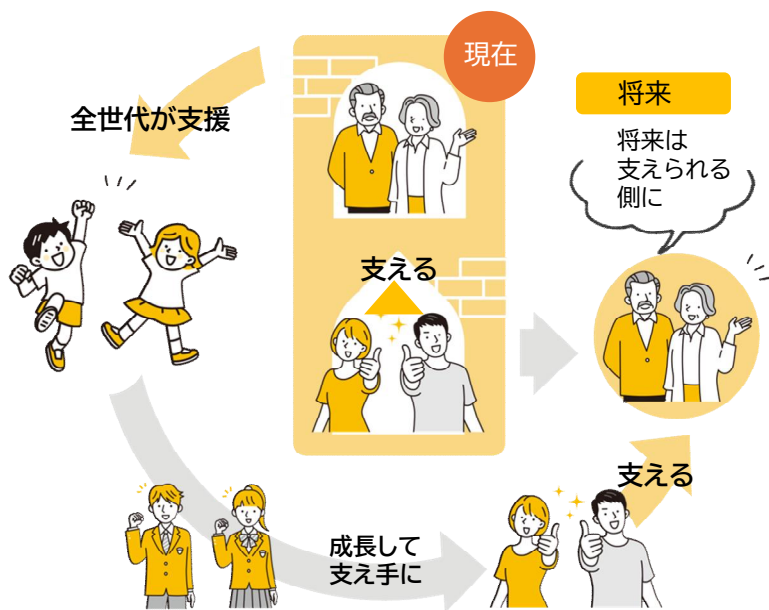 現在
全世代が支援
将来
将来は
支えられる
側に
支える
支える
成長して
支え手に